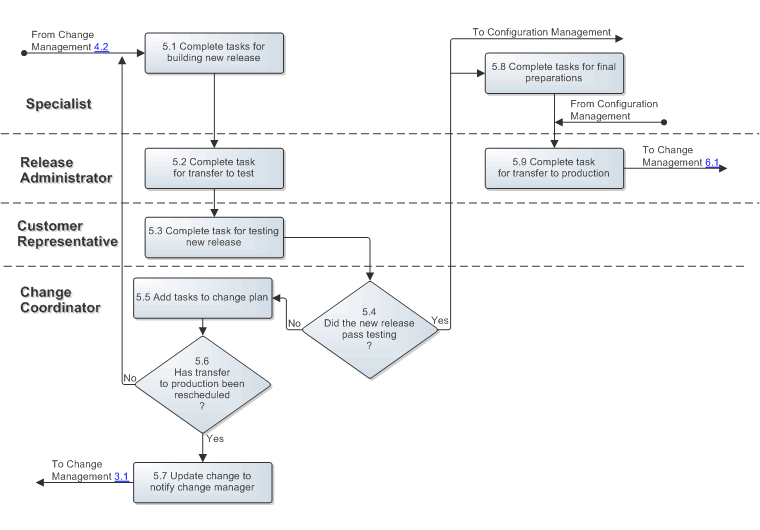 From Change
Management 4.2
5.1 Complete tasks for
building new release
To Configuration Management
5.8 Complete tasks for final
preparations
Specialist
From Configuration
Management
Release
Administrator
5.2 Complete task
for transfer to test
5.9 Complete task
for transfer to production
To Change
Management 6.1
Customer
Representative
5.3 Complete task for testing
new release
Change
Coordinator
5.5 Add tasks to change plan
No
5.4
Did the new release
pass testing
?
Yes
5.6
Has transfer
to production been
rescheduled
?
No
Yes
To Change
Management 3.1
5.7 Update change to
notify change manager